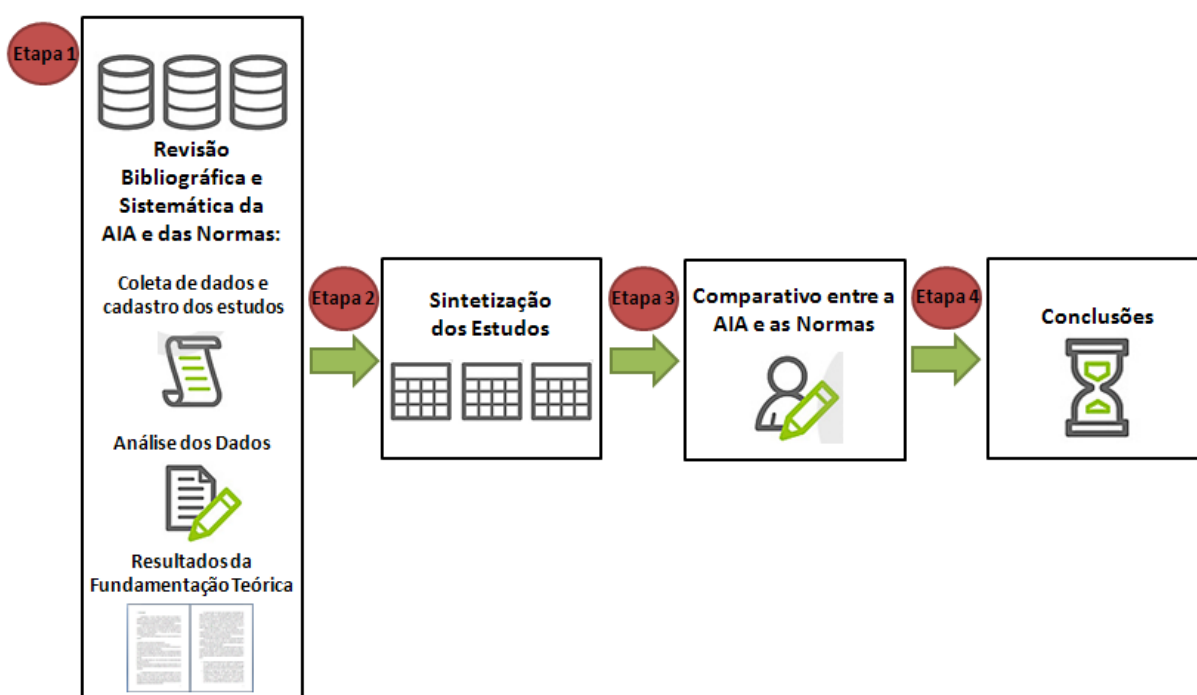 Etapa 1
Revisão
Bibliográfica e
Sistemática da
AIA e das Normas:
Coleta de dados e
cadastro dos estudos
Análise dos Dados
Resultados da
Fundamentação Teórica
Etapa 2
Sintetização
dos Estudos
Etapa 3
Comparativo entre a
AIA e as Normas
Etapa 4
Conclusões